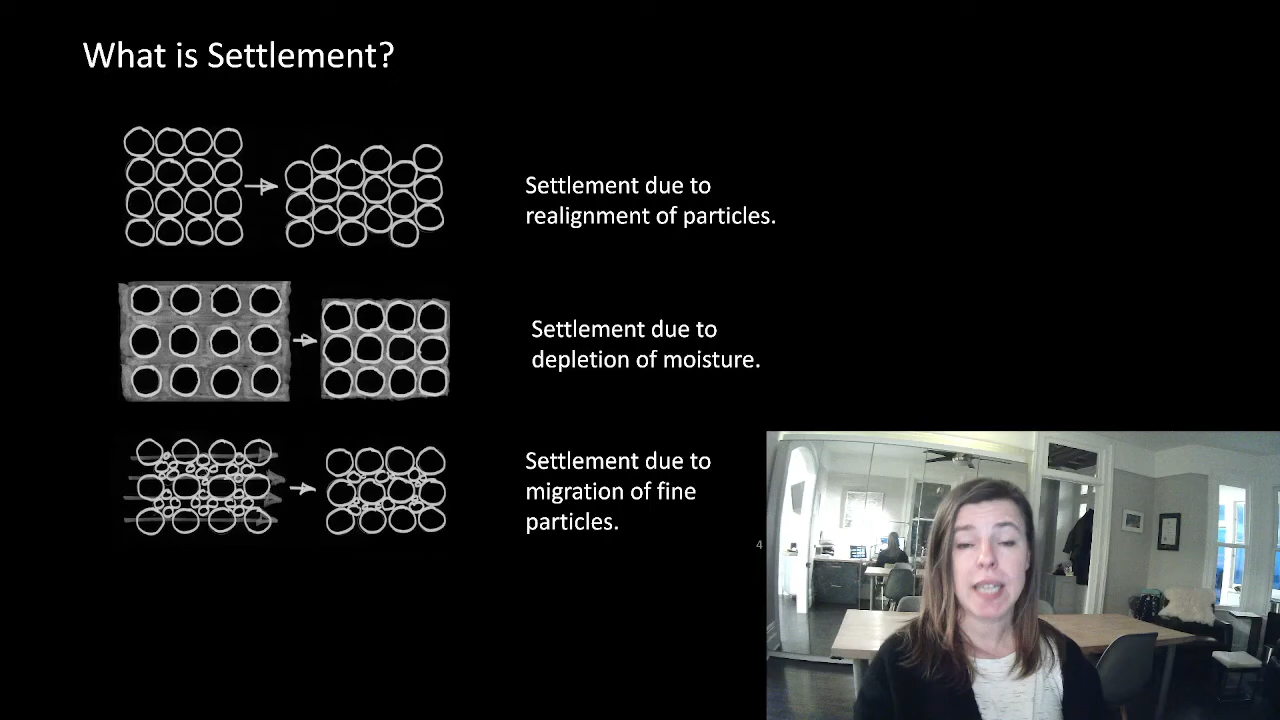 What is Settlement?
Settlement due to
realignment of particles.
Settlement due to
depletion of moisture.
Settlement due to
migration of fine
particles.
4